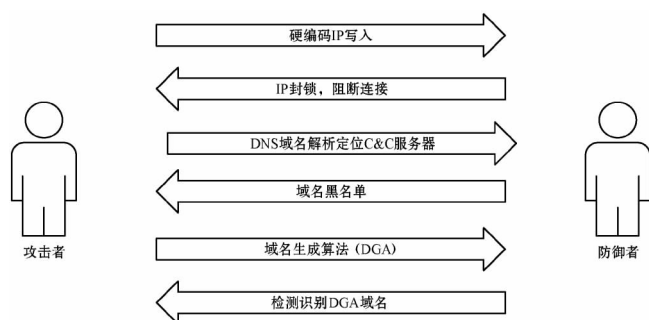 硬编码IP写入
IP封锁，阻断连接
DNS域名解析定位C&C服务器
域名黑名单
攻击者
防御者
域名生成算法（DGA）
检测识别DGA域名